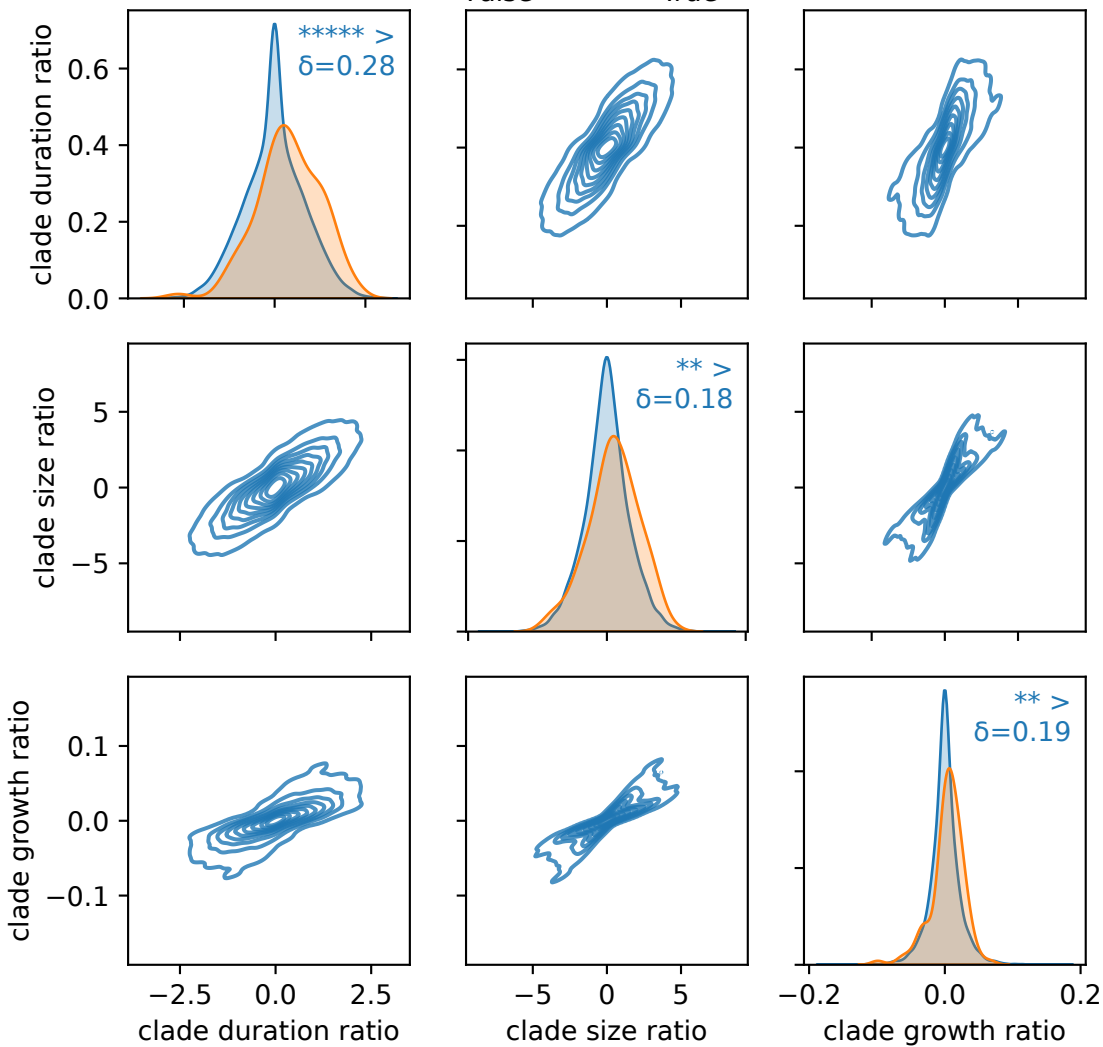 clade duration ratio
0.6
0.4
0.2
0.0
***** >
δ=0.28
clade size ratio
5
0
−5
** >
δ=0.18
clade growth ratio
0.1
0.0
−0.1
** >
δ=0.19
−2.5 0.0 2.5
−5 0 5
−0.2 0.0 0.2
clade duration ratio
clade size ratio
clade growth ratio